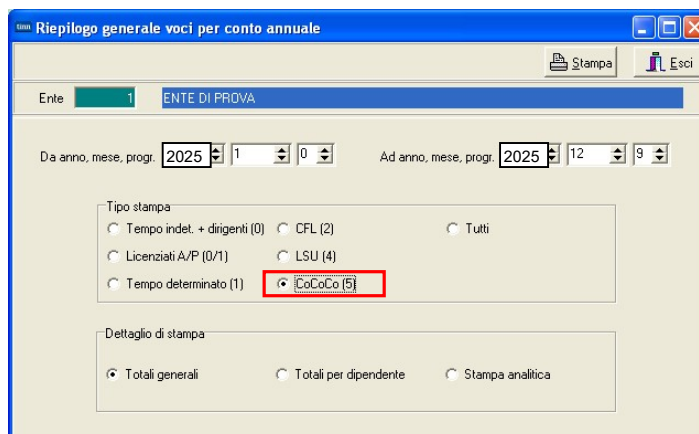 tinn Riepilogo generale voci per conto annuale
Stampa Esci
Ente 1 ENTE DI PROVA
Da anno, mese, progr. 2025 1 0 Ad anno, mese, progr. 2025 12 9
Tipo stampa
Tempo indet. + dirigenti (0) CFL (2) Tutti
Licenziati A/P (0/1) LSU (4)
Tempo determinato (1) CoCoCo (5)
Dettaglio di stampa
Totali generali Totali per dipendente Stampa analitica